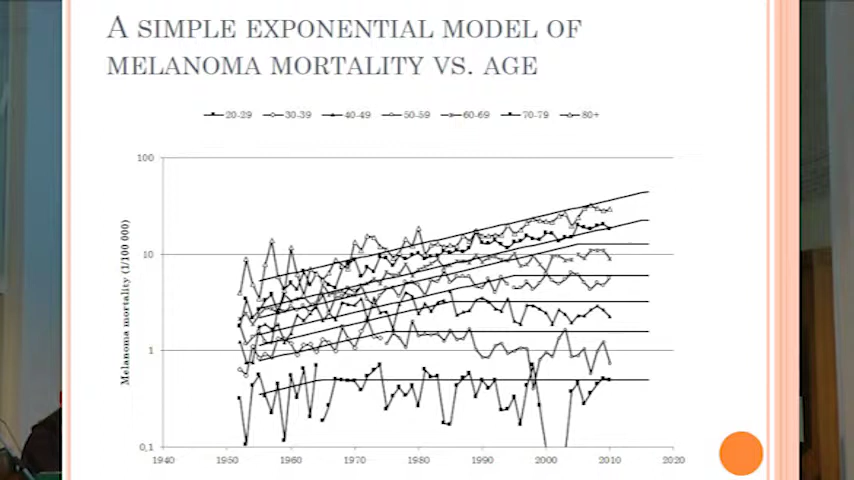 A SIMPLE EXPONENTIAL MODEL OF
MELANOMA MORTALITY VS. AGE
20-29 30-39 40-49 50-59 60-69 70-79 80+
100
10
1
0,1
Melanoma mortality (1/100 000)
1940 1950 1960 1970 1980 1990 2000 2010 2020